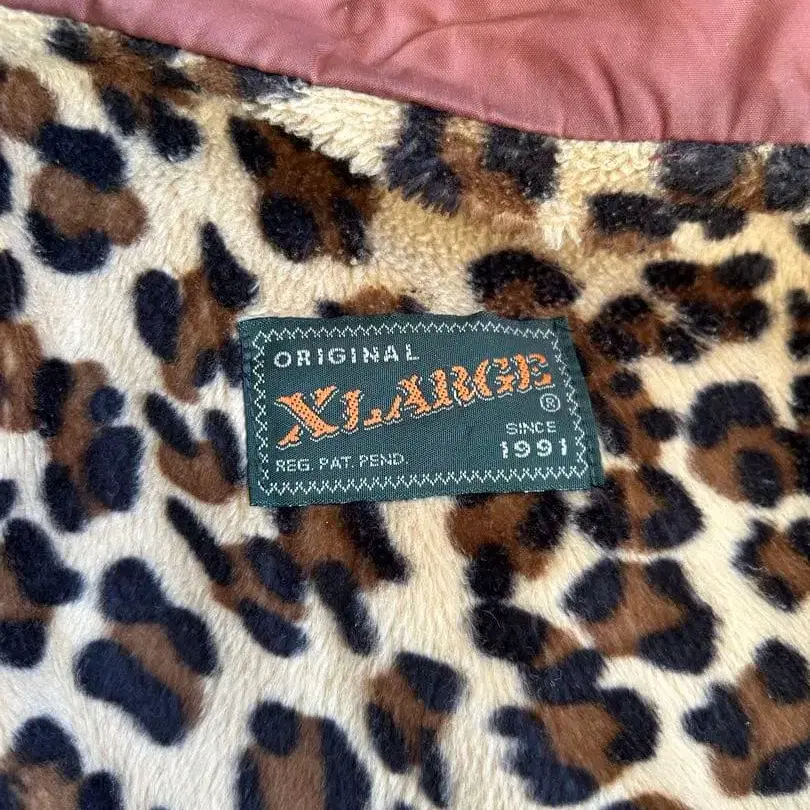 ORIGINAL
XLARGE
®
SINCE
1991
REG. PAT. PEND.